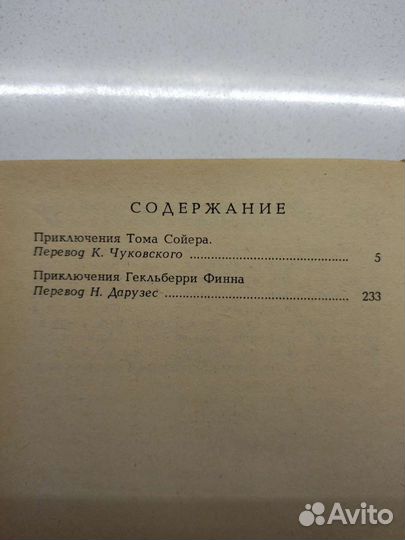 СОДЕРЖАНИЕ
Приключения Тома Сойера.
Перевод К. Чуковского ........................ 5
Приключения Гекльберри Финна
Перевод Н. Дарузес ........................ 233
Avito